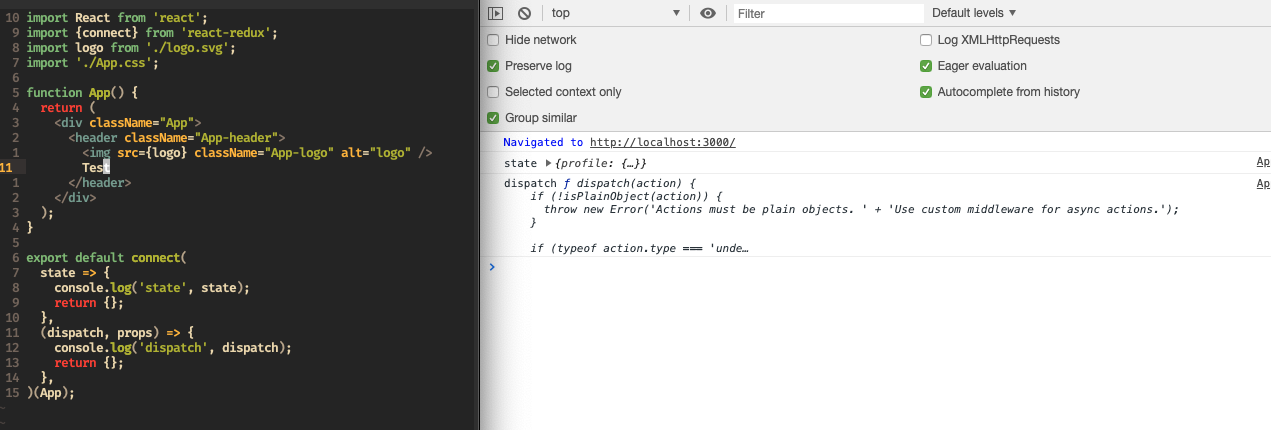 10 import React from 'react';
9 import {connect} from 'react-redux';
8 import logo from './logo.svg';
7 import './App.css';
6
5 function App() {
4   return (
3     <div className="App">
2       <header className="App-header">
1         <img src={logo} className="App-logo" alt="logo" />
11         Test
1       </header>
2     </div>
3   );
4 }
5
6 export default connect(
7   state => {
8     console.log('state', state);
9     return {};
10   },
11   (dispatch, props) => {
12     console.log('dispatch', dispatch);
13     return {};
14   },
15 )(App);
~
~
top ▼ Filter Default levels ▼
Hide network
Log XMLHttpRequests
Preserve log
Eager evaluation
Selected context only
Autocomplete from history
Group similar
Navigated to http://localhost:3000/
state ▶ {profile: {…}} Ap
dispatch ƒ dispatch(action) { Ap
    if (!isPlainObject(action)) {
      throw new Error('Actions must be plain objects. ' + 'Use custom middleware for async actions.');
    }
    if (typeof action.type === 'unde…
>